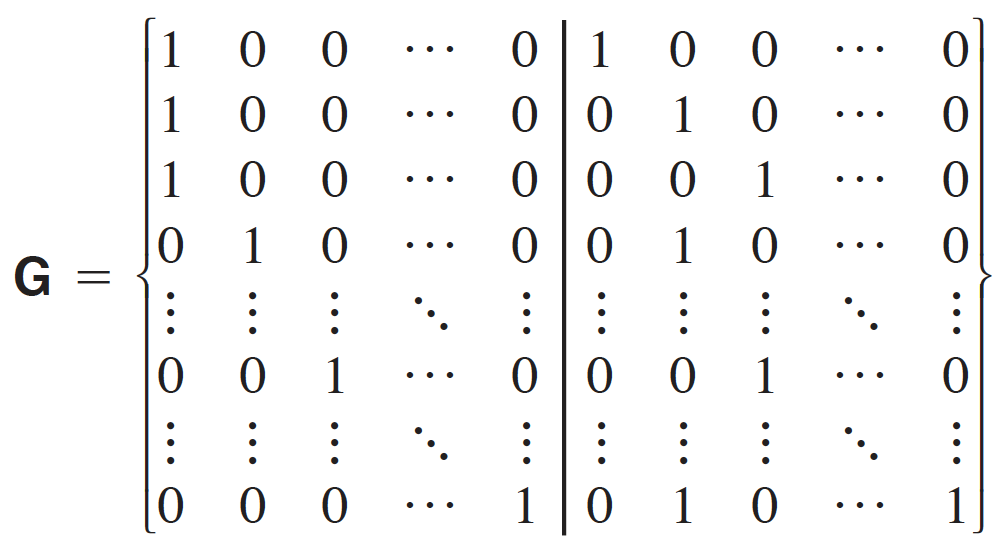 1 0 0 ⋯ 0 | 1 0 0 ⋯ 0
1 0 0 ⋯ 0 | 0 1 0 ⋯ 0
1 0 0 ⋯ 0 | 0 0 1 ⋯ 0
G = { 0 1 0 ⋯ 0 | 0 1 0 ⋯ 0 }
⋮ ⋮ ⋮ ⋱ ⋮ | ⋮ ⋮ ⋮ ⋱ ⋮
0 0 1 ⋯ 0 | 0 0 1 ⋯ 0
⋮ ⋮ ⋮ ⋱ ⋮ | ⋮ ⋮ ⋮ ⋱ ⋮
0 0 0 ⋯ 1 | 0 1 0 ⋯ 1